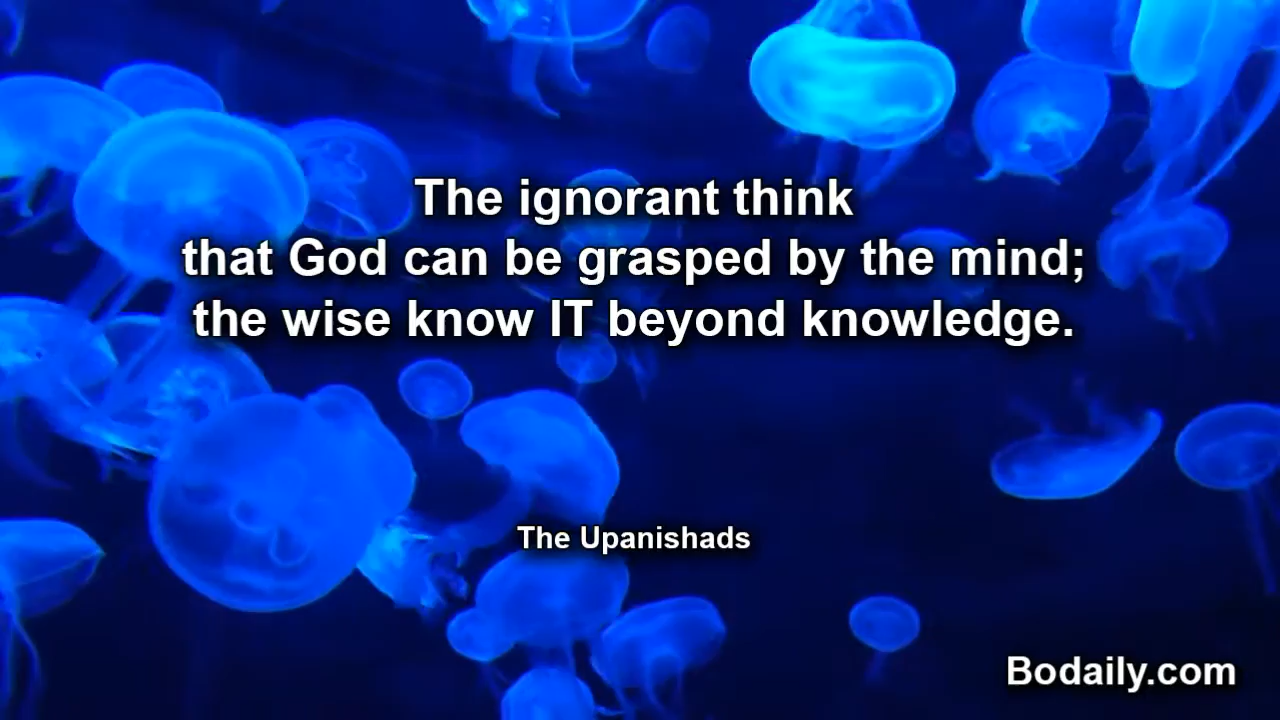 The ignorant think
that God can be grasped by the mind;
the wise know IT beyond knowledge.
The Upanishads
Bodaily.com